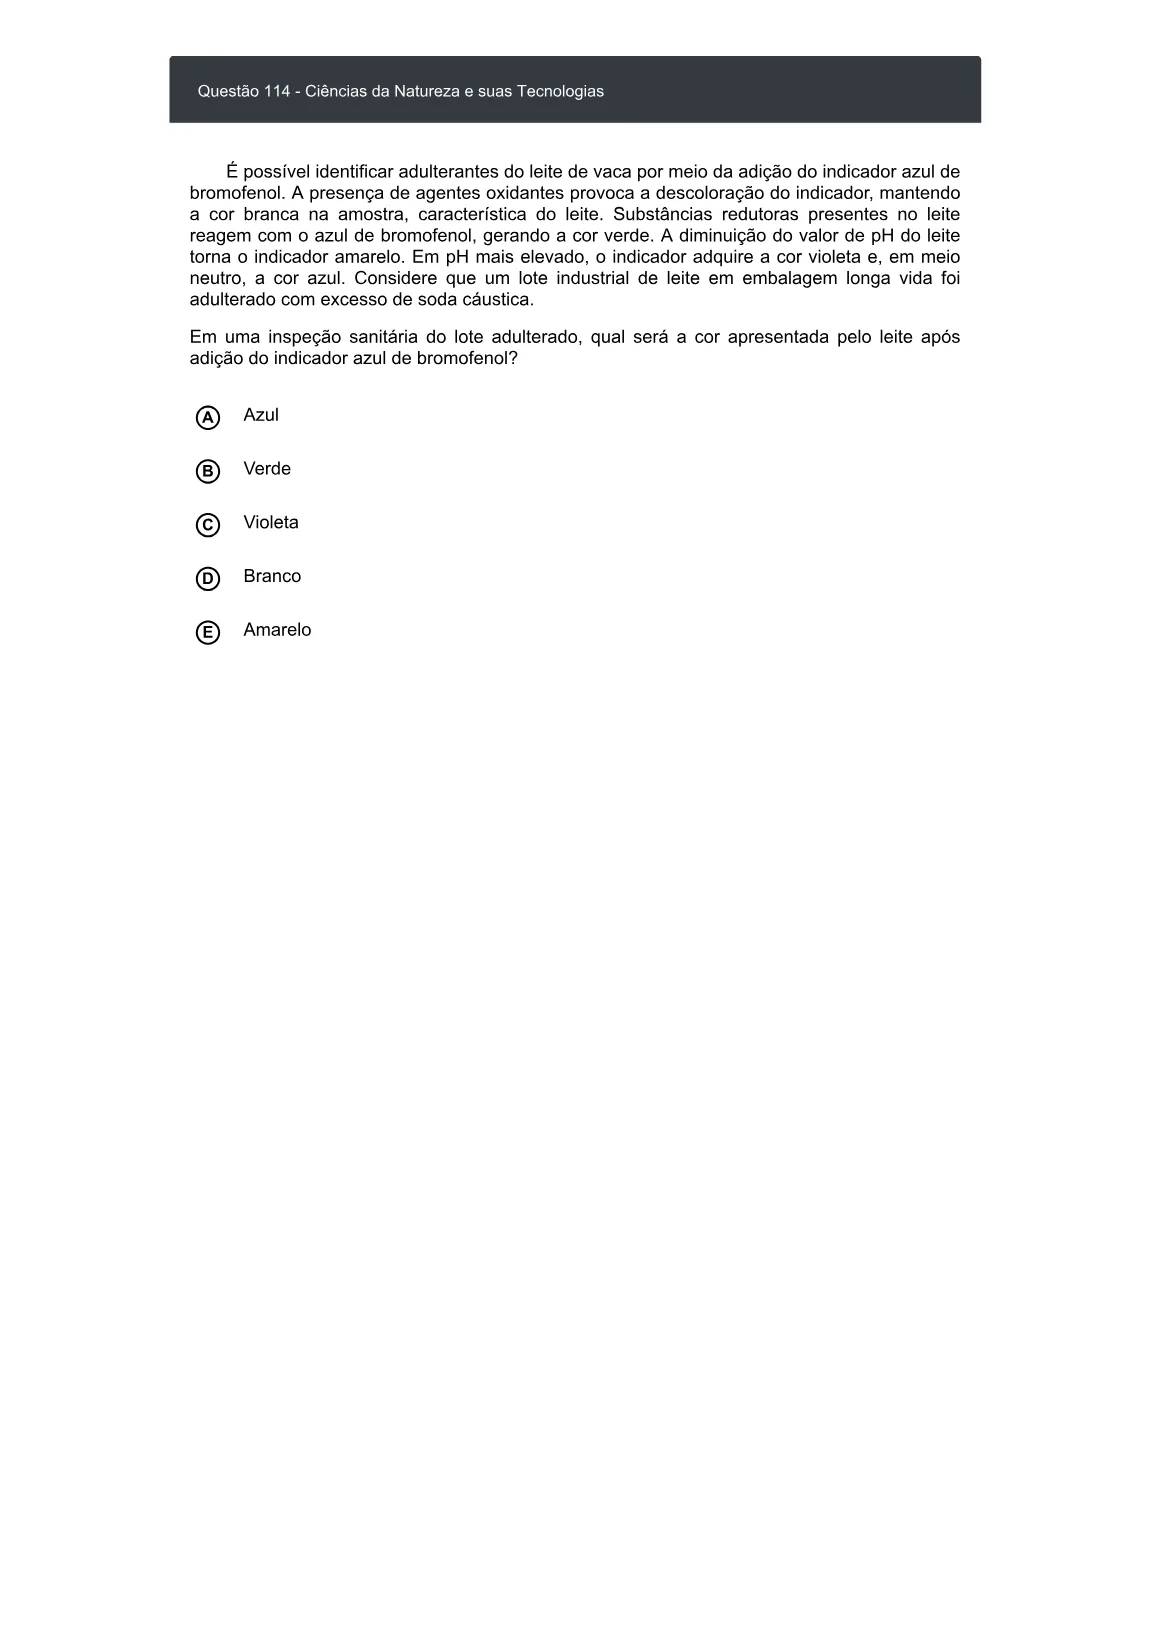 Questão 114 - Ciências da Natureza e suas Tecnologias
É possível identificar adulterantes do leite de vaca por meio da adição do indicador azul de
bromofenol. A presença de agentes oxidantes provoca a descoloração do indicador, mantendo
a cor branca na amostra, característica do leite. Substâncias redutoras presentes no leite
reagem com o azul de bromofenol, gerando a cor verde. A diminuição do valor de pH do leite
torna o indicador amarelo. Em pH mais elevado, o indicador adquire a cor violeta e, em meio
neutro, a cor azul. Considere que um lote industrial de leite em embalagem longa vida foi
adulterado com excesso de soda cáustica.
Em uma inspeção sanitária do lote adulterado, qual será a cor apresentada pelo leite após
adição do indicador azul de bromofenol?
A Azul
B Verde
C Violeta
D Branco
E Amarelo